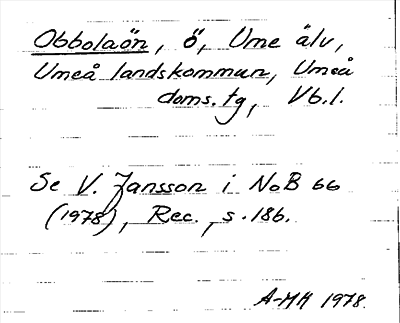 Obbolaön, ö, Ume älv,
Umeå landskommun, Umeå
doms.tg, Vb.l.
Se V. Jansson i NoB 66
(1978), Rec., s. 186.
A-MH 1978.